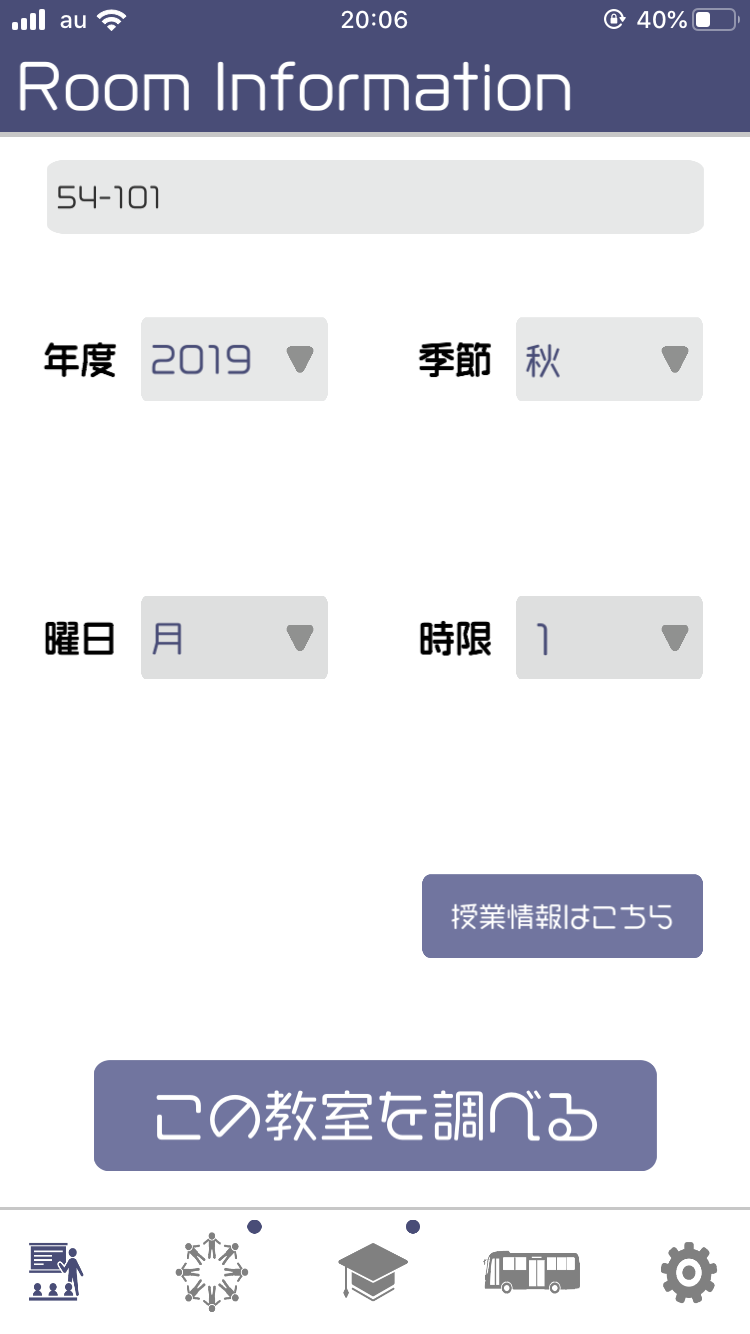 au 20:06 40%
Room Information
54-101
年度 2019 季節 秋
曜日 月 時限 1
授業情報はこちら
この教室を調べる